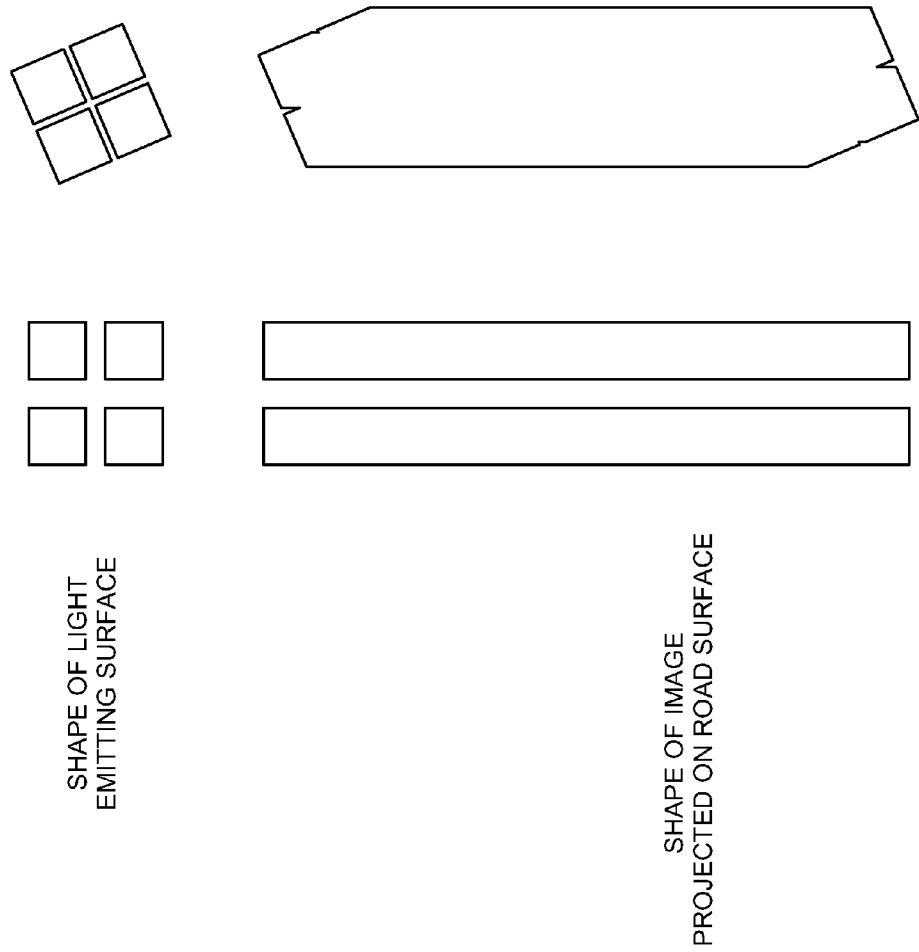 SHAPE OF LIGHT
EMITTING SURFACE
SHAPE OF IMAGE
PROJECTED ON ROAD SURFACE